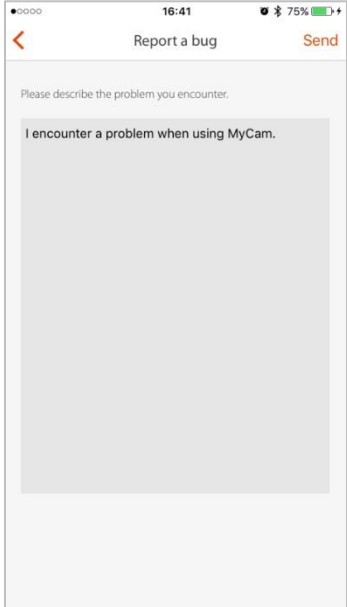 16:41
75%
Report a bug
Send
Please describe the problem you encounter.
I encounter a problem when using MyCam.